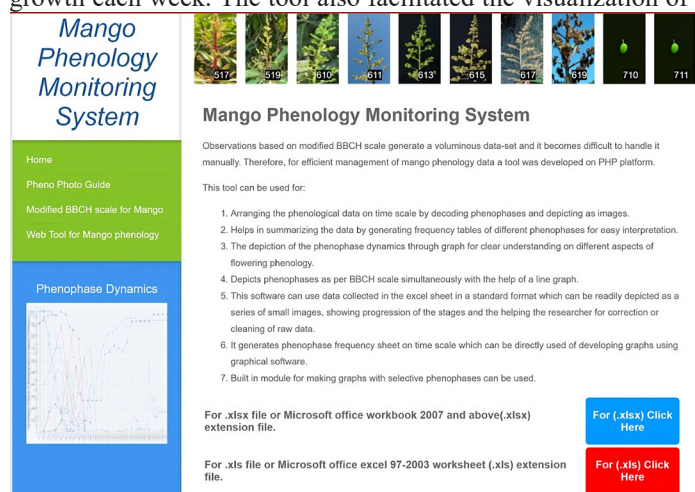 growth each week. The tool also facilitated the visualization of
Mango
Phenology
Monitoring
System
517 519 610 611 613 615 617 619 710 711
Home
Pheno Photo Guide
Modified BBCH scale for Mango
Web Tool for Mango phenology
Phenophase Dynamics
Mango Phenology Monitoring System
Observations based on modified BBCH scale generate a voluminous data-set and it becomes difficult to handle it
manually. Therefore, for efficient management of mango phenology data a tool was developed on PHP platform.
This tool can be used for:
1. Arranging the phenological data on time scale by decoding phenophases and depicting as images.
2. Helps in summarizing the data by generating frequency tables of different phenophases for easy interpretation.
3. The depiction of the phenophase dynamics through graph for clear understanding on different aspects of
flowering phenology.
4. Depicts phenophases as per BBCH scale simultaneously with the help of a line graph.
5. This software can use data collected in the excel sheet in a standard format which can be readily depicted as a
series of small images, showing progression of the stages and the helping the researcher for correction or
cleaning of raw data.
6. It generates phenophase frequency sheet on time scale which can be directly used of developing graphs using
graphical software.
7. Built in module for making graphs with selective phenophases can be used.
For .xlsx file or Microsoft office workbook 2007 and above(.xlsx)
extension file.
For (.xlsx) Click
Here
For .xls file or Microsoft office excel 97-2003 worksheet (.xls) extension
file.
For (.xls) Click
Here